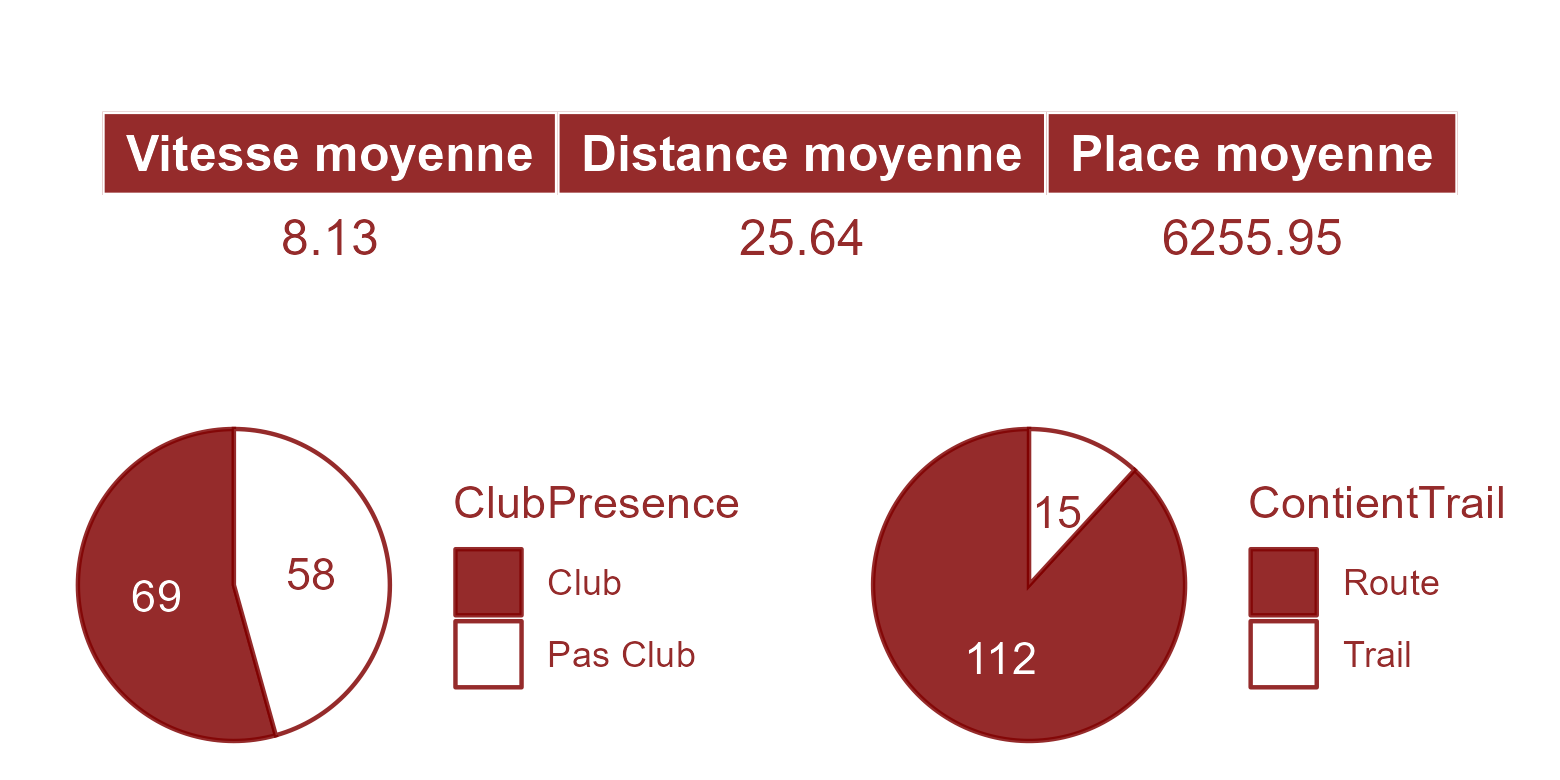 Vitesse moyenne Distance moyenne Place moyenne
8.13 25.64 6255.95
ClubPresence
69
58
Club
Pas Club
ContientTrail
15
112
Route
Trail